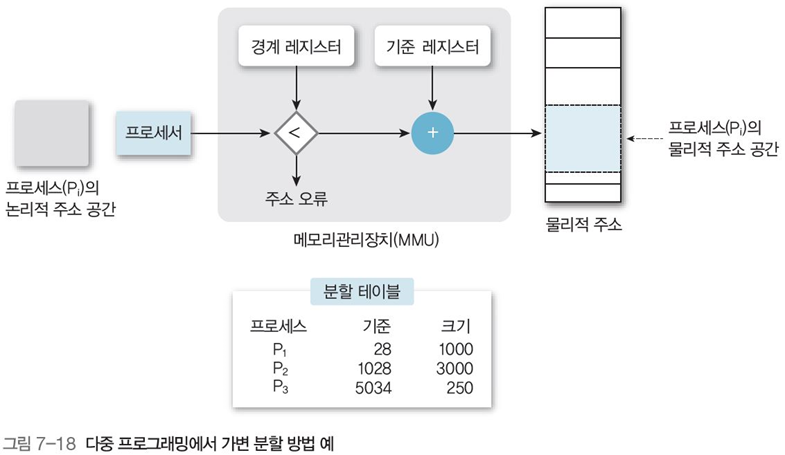 경계 레지스터
기준 레지스터
프로세서
<
+
주소 오류
프로세스(Pi)의
논리적 주소 공간
프로세스(Pi)의
물리적 주소 공간
메모리관리장치(MMU)
물리적 주소
분할 테이블
프로세스 기준 크기
P1 28 1000
P2 1028 3000
P3 5034 250
그림 7-18 다중 프로그래밍에서 가변 분할 방법 예